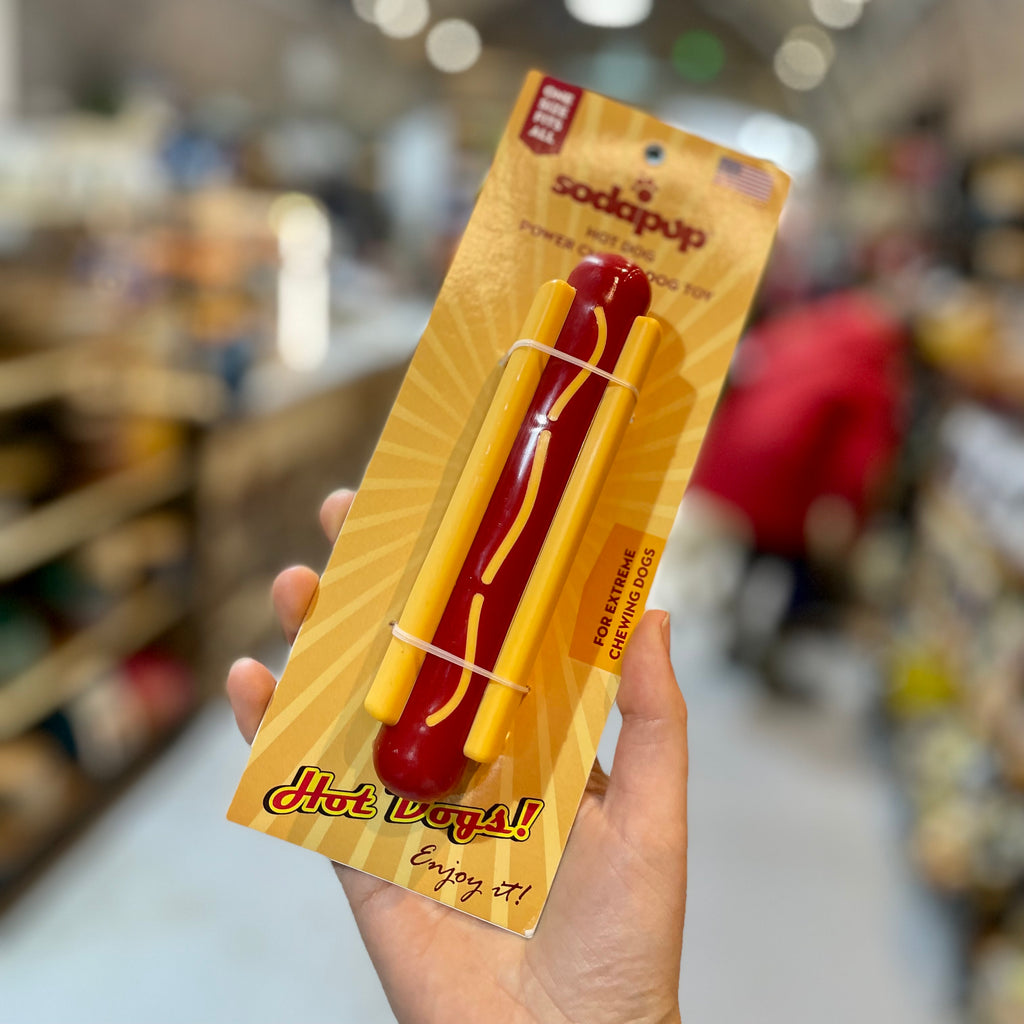 ONE
SIZE
FITS
ALL
sodapup
HOT DOG
POWER DOG TOY
FOR EXTREME
CHEWING DOGS
Hot Dogs!
Enjoy it!